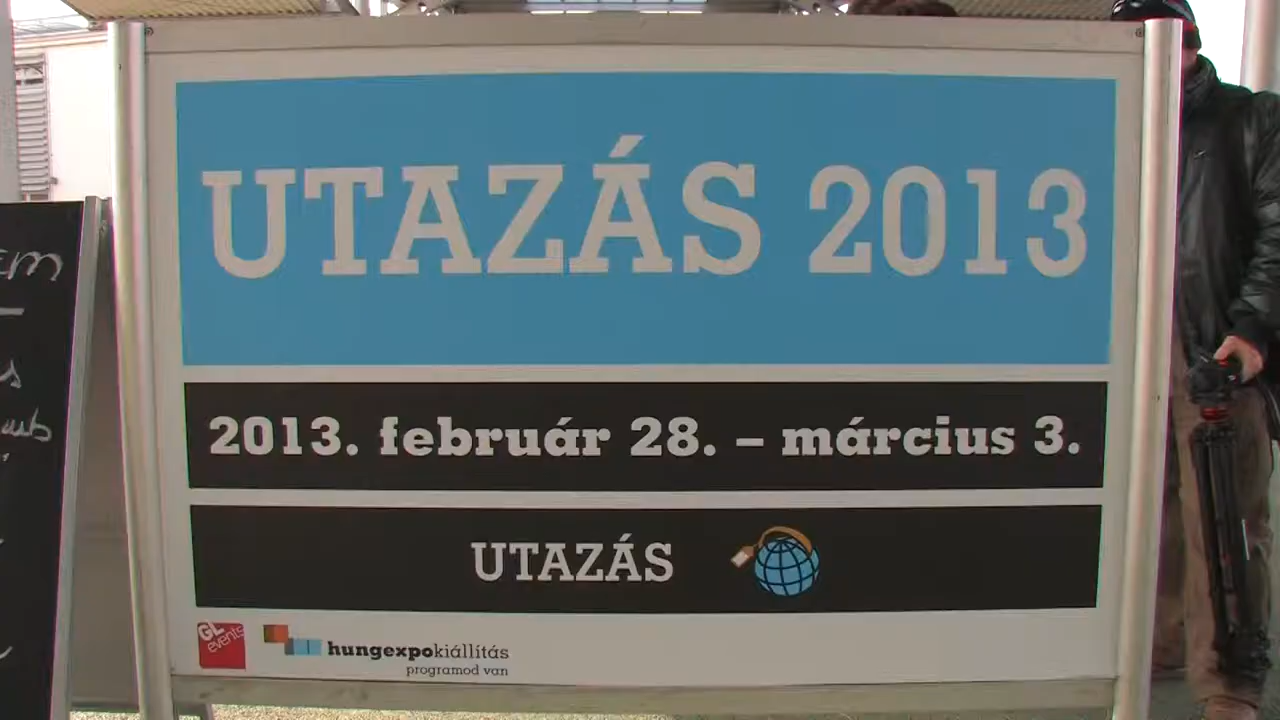 UTAZÁS 2013
2013. február 28. – március 3.
UTAZÁS
GL
events
hungexpokiállítás
programod van